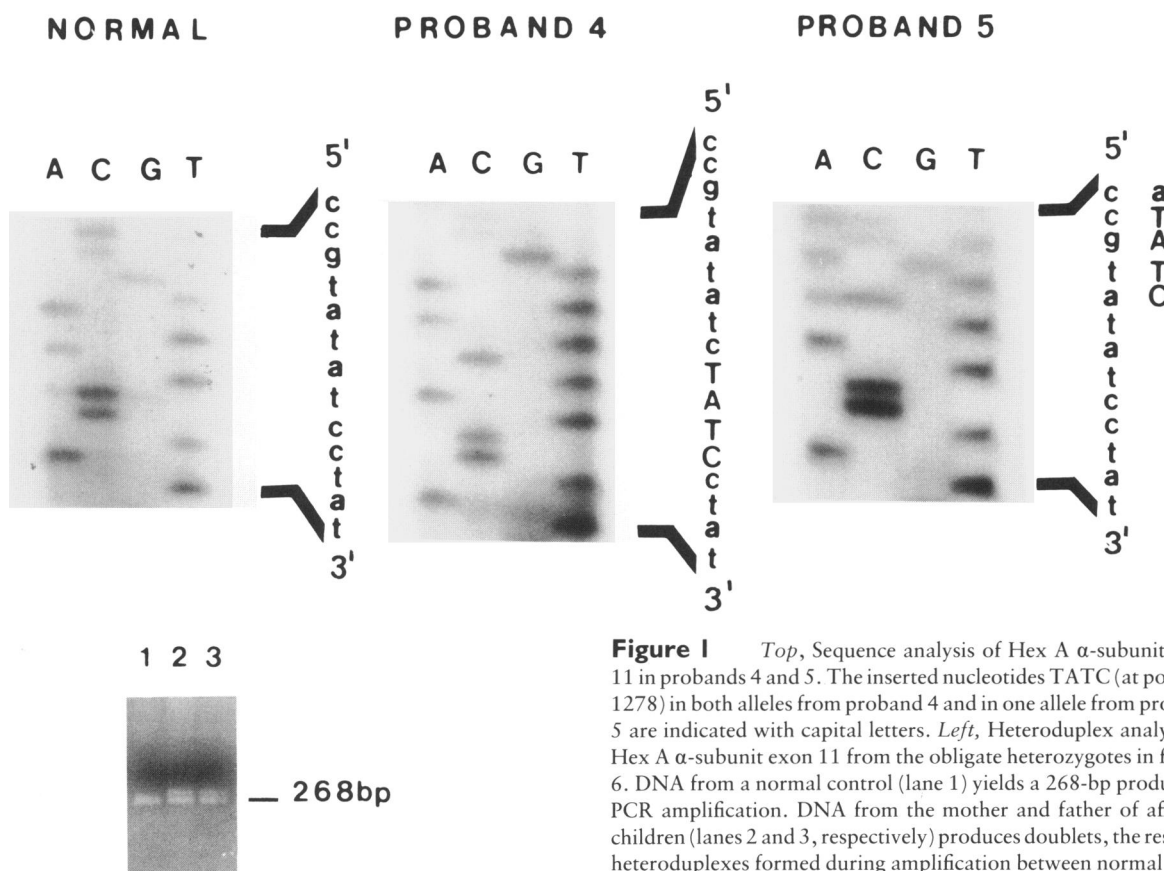 NORMAL
PROBAND 4
PROBAND 5
A C G T
5'
c
c
g
t
a
t
a
t
c
c
t
a
t
3'
A C G T
5'
c
c
g
t
a
t
a
t
c
T
A
T
C
c
t
a
t
3'
A C G T
5'
c
c
g
t
a
t
a
t
c
c
t
a
t
3'
a
T
A
T
C
1 2 3
268bp
Figure 1 Top, Sequence analysis of Hex A α-subunit
11 in probands 4 and 5. The inserted nucleotides TATC (at po
1278) in both alleles from proband 4 and in one allele from pro
5 are indicated with capital letters. Left, Heteroduplex analy
Hex A α-subunit exon 11 from the obligate heterozygotes in f
6. DNA from a normal control (lane 1) yields a 268-bp produ
PCR amplification. DNA from the mother and father of aff
children (lanes 2 and 3, respectively) produces doublets, the res
heteroduplexes formed during amplification between normal